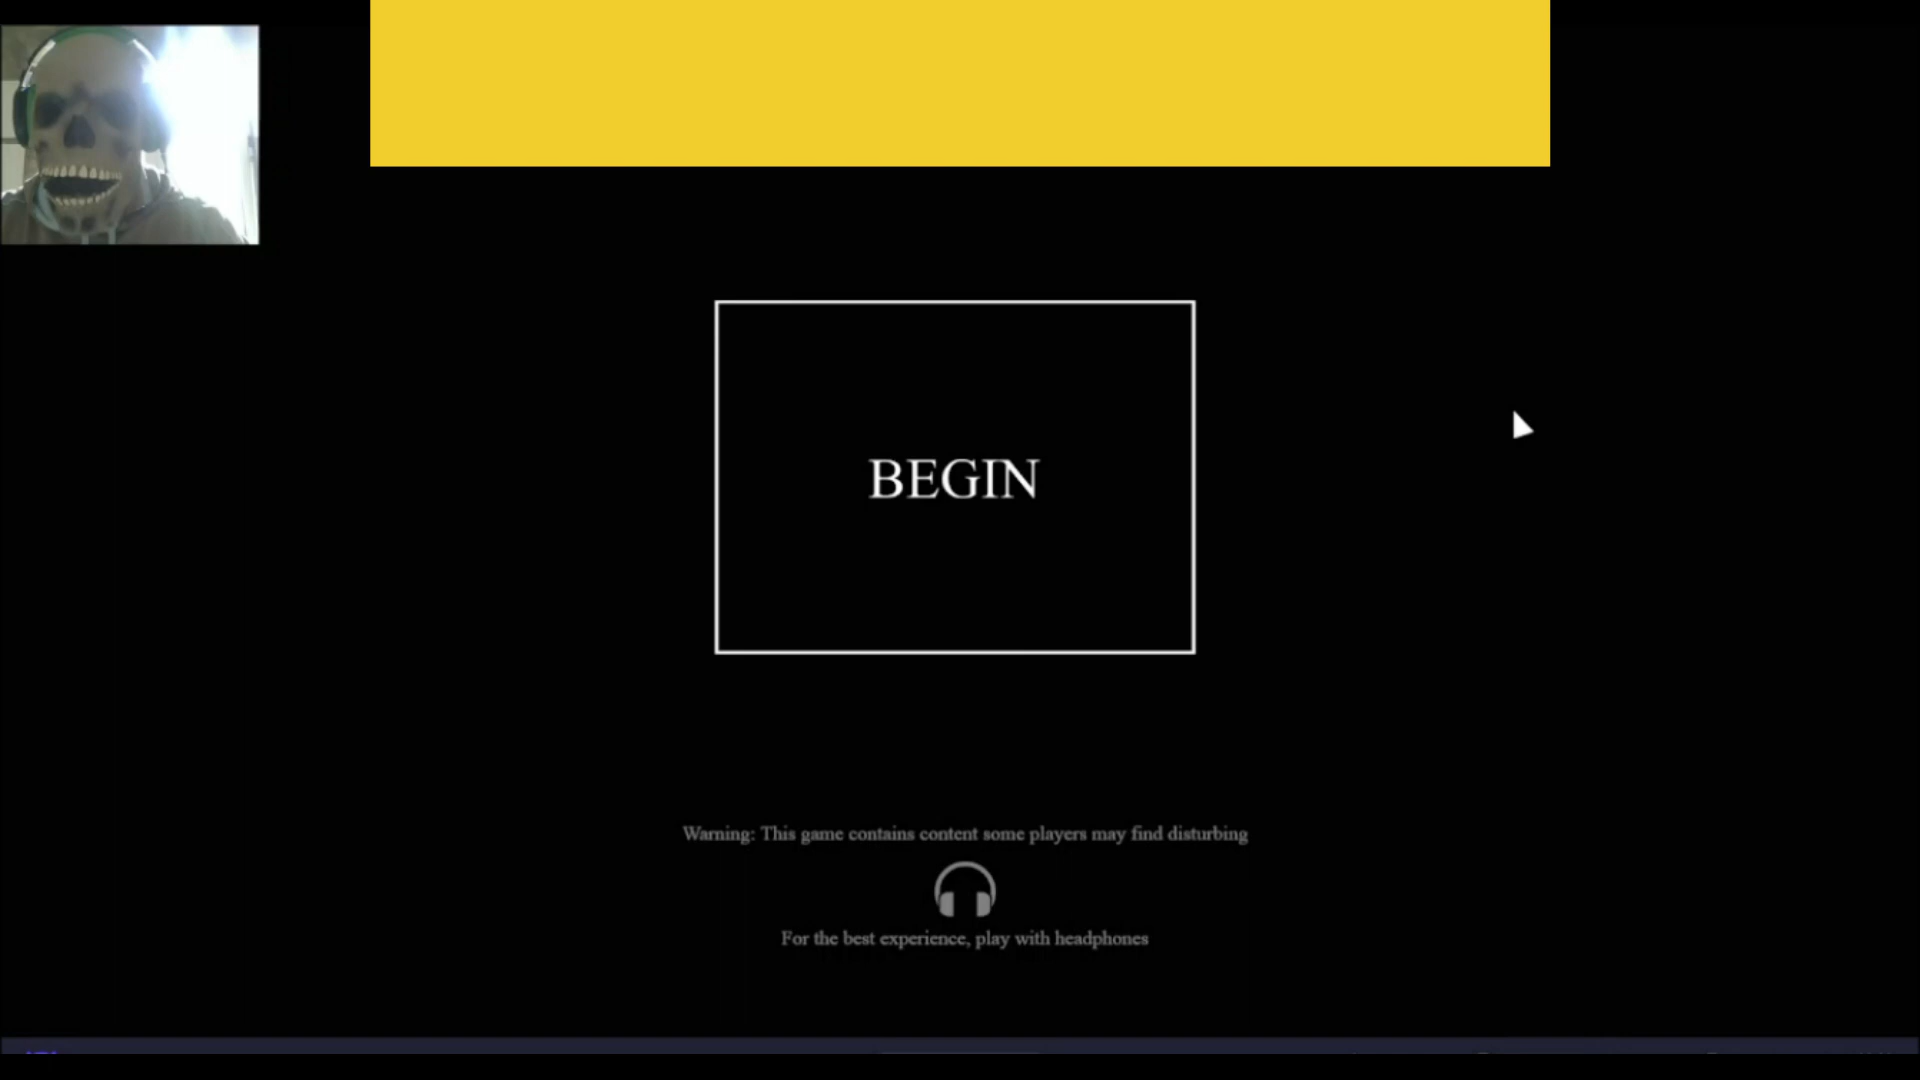 BEGIN
Warning: This game contains content some players may find disturbing
For the best experience, play with headphones